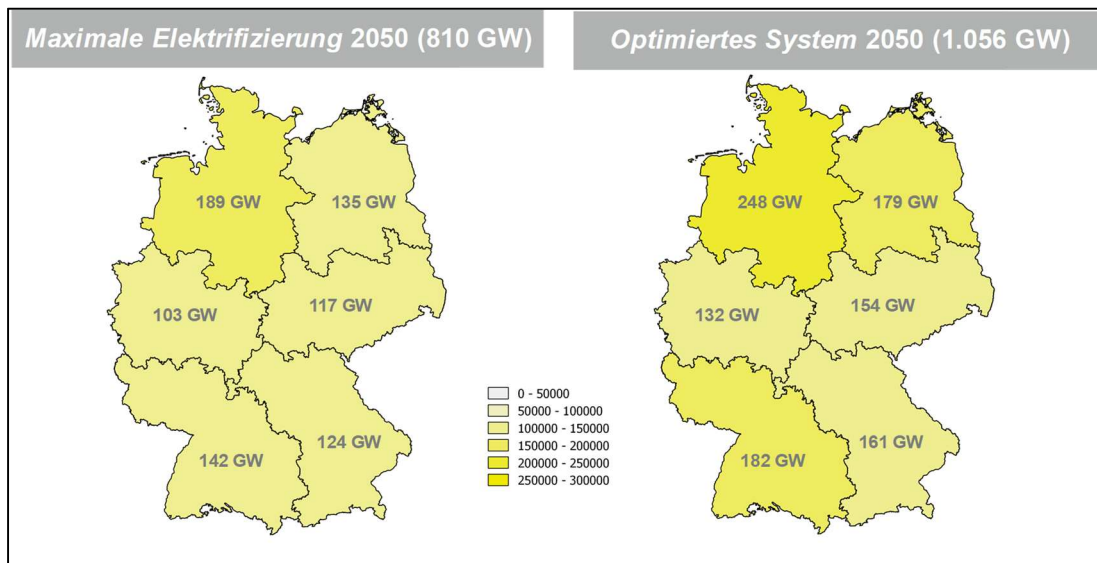 Maximale Elektrifizierung 2050 (810 GW)
189 GW
135 GW
103 GW
117 GW
142 GW
124 GW
Optimiertes System 2050 (1.056 GW)
248 GW
179 GW
132 GW
154 GW
182 GW
161 GW
0 - 50000
50000 - 100000
100000 - 150000
150000 - 200000
200000 - 250000
250000 - 300000